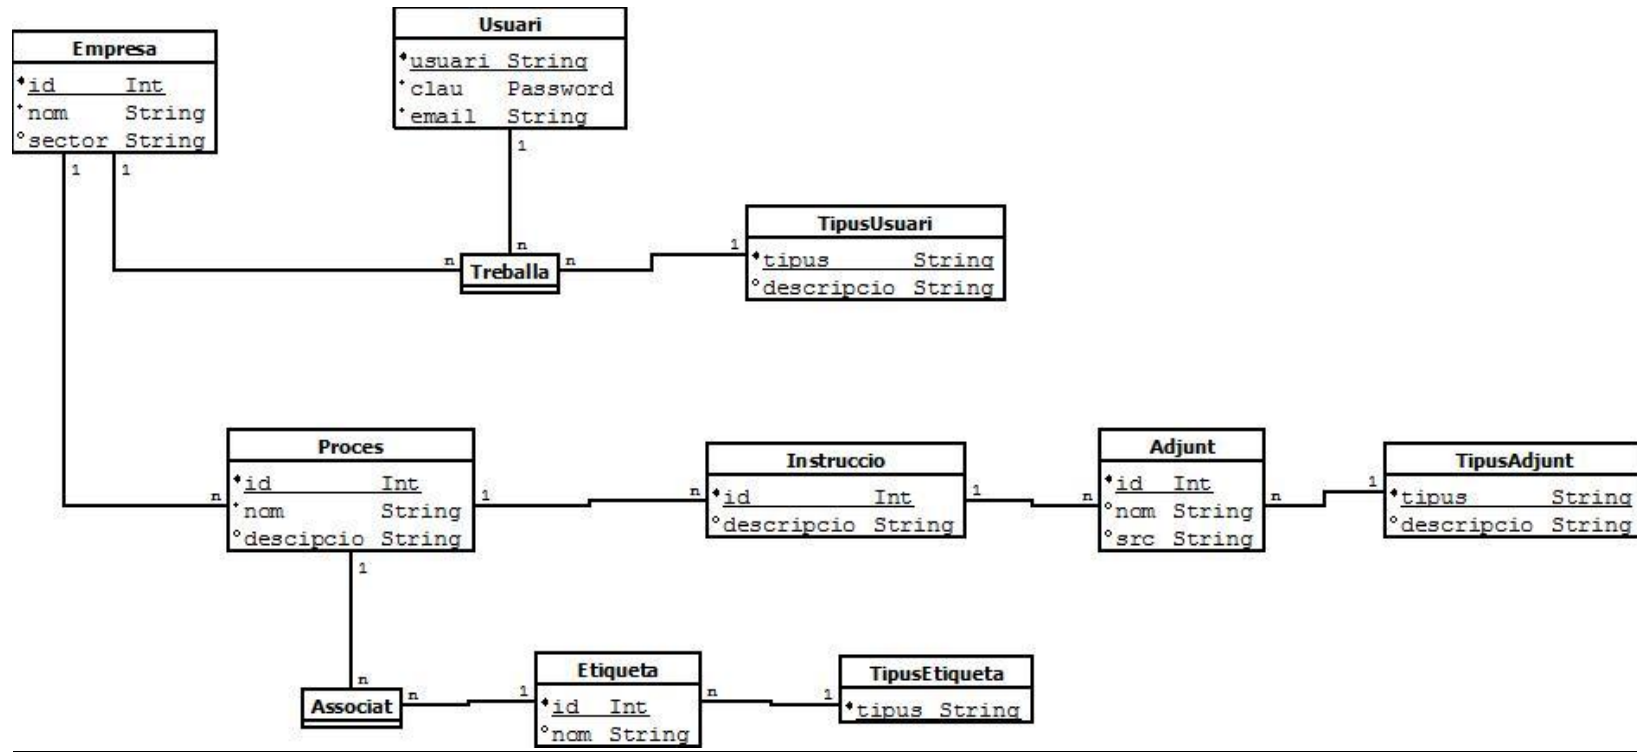 Empresa
id Int
nom String
sector String
1
1
Usuari
usuari String
clau Password
email String
1
n
n
Treballa
n
1
TipusUsuari
tipus String
descripcio String
n
Proces
id Int
nom String
descipcio String
1
1
n
Instruccio
id Int
descripcio String
1
n
Adjunt
id Int
nom String
src String
n
1
TipusAdjunt
tipus String
descripcio String
n
Associat
n
1
Etiqueta
id Int
nom String
n
1
TipusEtiqueta
tipus String